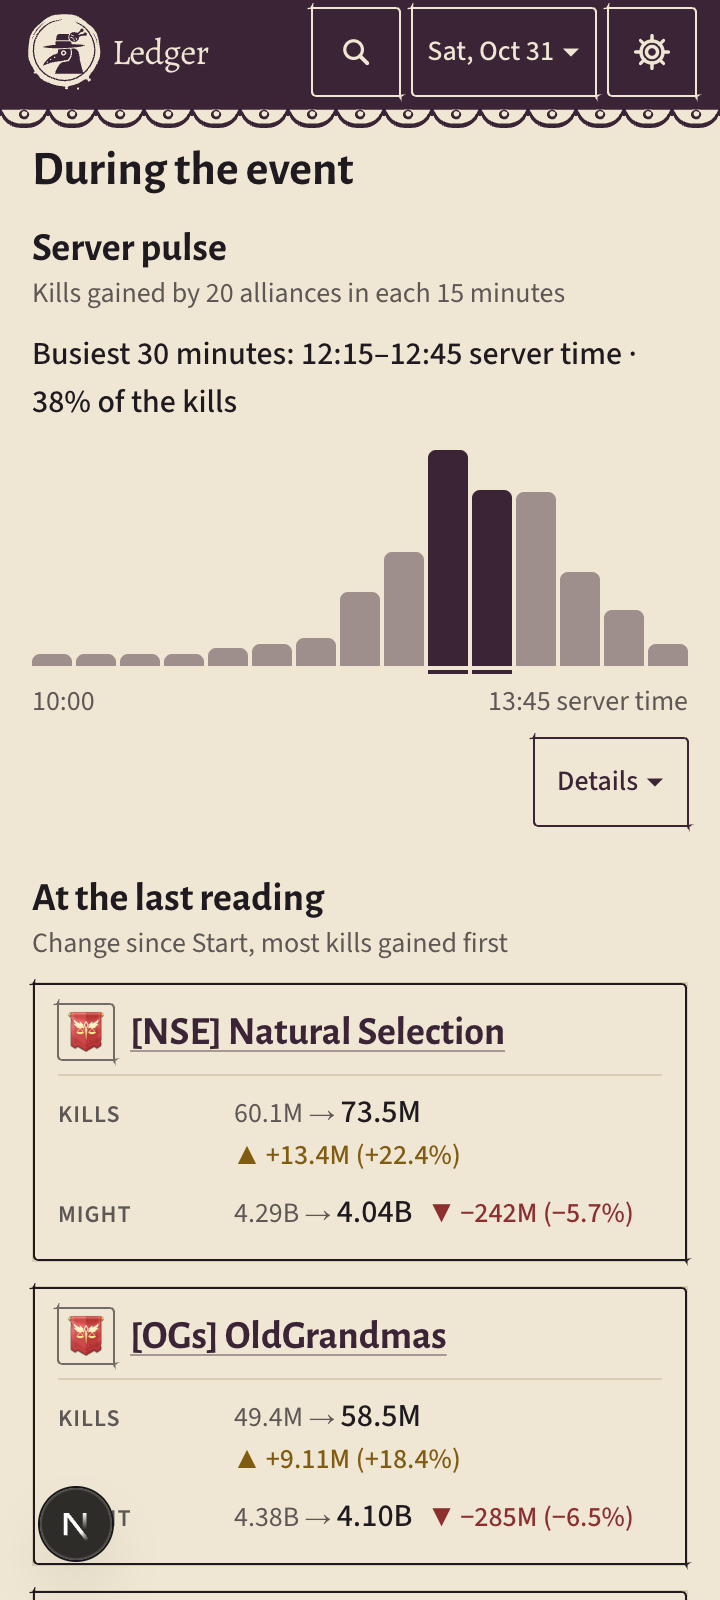 Ledger
Sat, Oct 31
During the event
Server pulse
Kills gained by 20 alliances in each 15 minutes
Busiest 30 minutes: 12:15–12:45 server time ·
38% of the kills
10:00
13:45 server time
Details
At the last reading
Change since Start, most kills gained first
[NSE] Natural Selection
KILLS 60.1M → 73.5M
▲ +13.4M (+22.4%)
MIGHT 4.29B → 4.04B ▼ −242M (−5.7%)
[OGs] OldGrandmas
KILLS 49.4M → 58.5M
▲ +9.11M (+18.4%)
N
T 4.38B → 4.10B ▼ −285M (−6.5%)